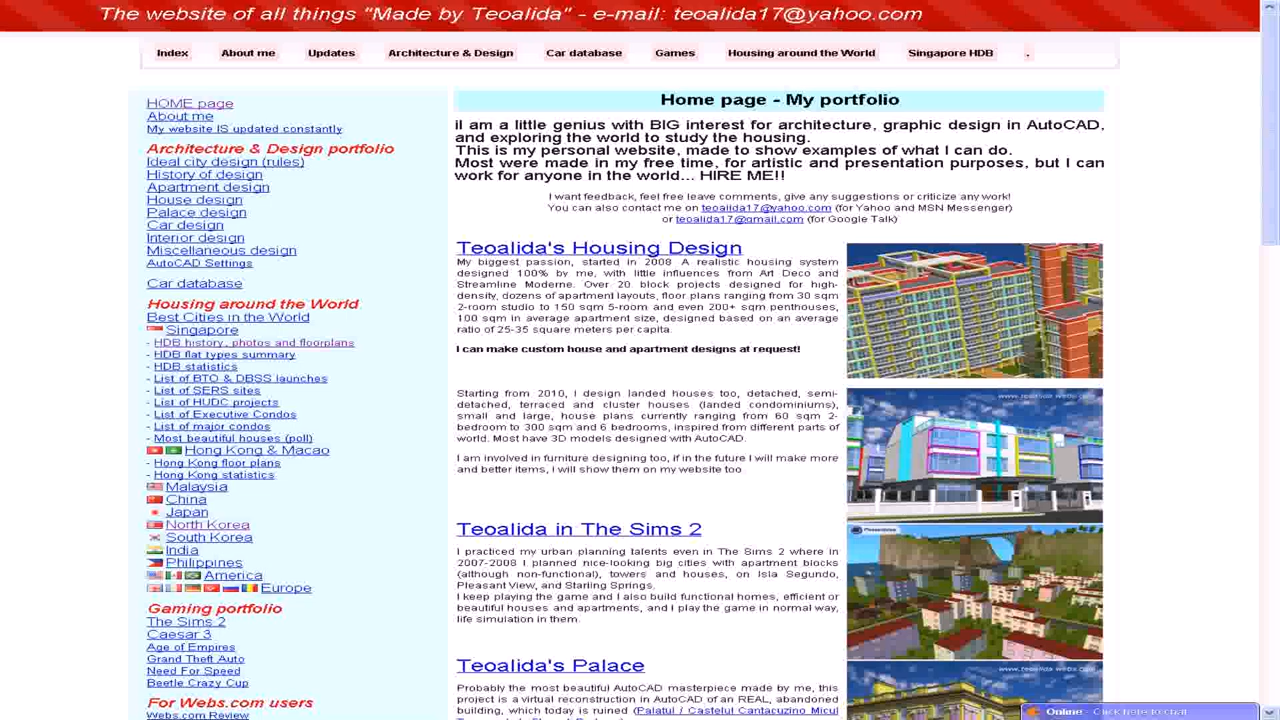 The website of all things "Made by Teoalida" - e-mail: teoalida17@yahoo.com
Index About me Updates Architecture & Design Car database Games Housing around the World Singapore HDB .
HOME page
About me
My website IS updated constantly
Architecture & Design portfolio
Ideal city design (rules)
History of design
Apartment design
House design
Palace design
Car design
Interior design
Miscellaneous design
AutoCAD Settings
Car database
Housing around the World
Best Cities in the World
Singapore
- HDB history, photos and floorplans
- HDB flat types summary
- HDB statistics
- List of BTO & DBSS launches
- List of SERS sites
- List of HUDC projects
- List of Executive Condos
- List of major condos
- Most beautiful houses (poll)
Hong Kong & Macao
- Hong Kong floor plans
- Hong Kong statistics
Malaysia
China
Japan
North Korea
South Korea
India
Philippines
America
Europe
Gaming portfolio
The Sims 2
Caesar 3
Age of Empires
Grand Theft Auto
Need For Speed
Beetle Crazy Cup
For Webs.com users
Webs.com Review
Home page - My portfolio
iI am a little genius with BIG interest for architecture, graphic design in AutoCAD,
and exploring the world to study the housing.
This is my personal website, made to show examples of what I can do.
Most were made in my free time, for artistic and presentation purposes, but I can
work for anyone in the world... HIRE ME!!
I want feedback, feel free leave comments, give any suggestions or criticize any work!
You can also contact me on teoalida17@yahoo.com (for Yahoo and MSN Messenger)
or teoalida17@gmail.com (for Google Talk)
Teoalida's Housing Design
My biggest passion, started in 2008 A realistic housing system
designed 100% by me, with little influences from Art Deco and
Streamline Moderne. Over 20 block projects designed for high-
density, dozens of apartment layouts, floor plans ranging from 30 sqm
2-room studio to 150 sqm 5-room and even 200+ sqm penthouses,
100 sqm in average apartment size, designed based on an average
ratio of 25-35 square meters per capita.
I can make custom house and apartment designs at request!
Starting from 2010, I design landed houses too, detached, semi-
detached, terraced and cluster houses (landed condominiums),
small and large, house plans currently ranging from 60 sqm 2-
bedroom to 300 sqm and 6 bedrooms, inspired from different parts of
world. Most have 3D models designed with AutoCAD.
I am involved in furniture designing too, if in the future I will make more
and better items, i will show them on my website too
www.teoalida.webs.com
Teoalida in The Sims 2
I practiced my urban planning talents even in The Sims 2 where in
2007-2008 I planned nice-looking big cities with apartment blocks
(although non-functional), towers and houses, on Isla Segundo,
Pleasant View, and Starling Springs.
I keep playing the game and I also build functional homes, efficient or
beautiful houses and apartments, and I play the game in normal way,
life simulation in them.
Teoalida's Palace
Probably the most beautiful AutoCAD masterpiece made by me, this
project is a virtual reconstruction in AutoCAD of an REAL, abandoned
building, which today is ruined (Palatul / Castelul Cantacuzino Micul
www.teoalida.webs.com
Online - Click here to chat